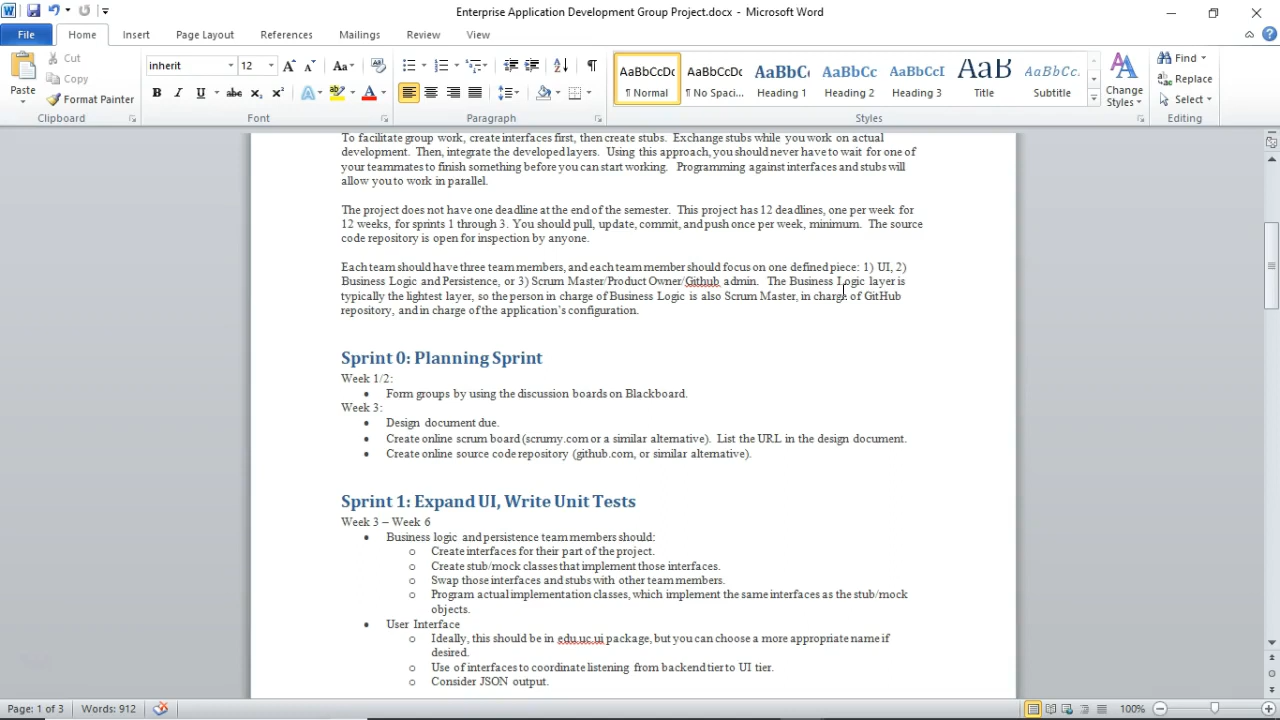 Enterprise Application Development Group Project.docx - Microsoft Word
File Home Insert Page Layout References Mailings Review View
Paste
Cut
Copy
Format Painter
Clipboard
inherit 12
Font
Paragraph
AaBbCcDc AaBbCcDc AaBbCc AaBbCc AaBbCcI AaB AaBbCc.
¶ Normal ¶ No Spaci... Heading 1 Heading 2 Heading 3 Title Subtitle
Change Styles
Styles
Find
Replace
Select
Editing
To facilitate group work, create interfaces first, then create stubs. Exchange stubs while you work on actual
development. Then, integrate the developed layers. Using this approach, you should never have to wait for one of
your teammates to finish something before you can start working. Programming against interfaces and stubs will
allow you to work in parallel.
The project does not have one deadline at the end of the semester. This project has 12 deadlines, one per week for
12 weeks, for sprints 1 through 3. You should pull, update, commit, and push once per week, minimum. The source
code repository is open for inspection by anyone.
Each team should have three team members, and each team member should focus on one defined piece: 1) UI, 2)
Business Logic and Persistence, or 3) Scrum Master/Product Owner/Github admin. The Business Logic layer is
typically the lightest layer, so the person in charge of Business Logic is also Scrum Master, in charge of GitHub
repository, and in charge of the application's configuration.
Sprint 0: Planning Sprint
Week 1/2:
• Form groups by using the discussion boards on Blackboard.
Week 3:
• Design document due.
• Create online scrum board (scrumy.com or a similar alternative). List the URL in the design document.
• Create online source code repository (github.com, or similar alternative).
Sprint 1: Expand UI, Write Unit Tests
Week 3 – Week 6
• Business logic and persistence team members should:
o Create interfaces for their part of the project.
o Create stub/mock classes that implement those interfaces.
o Swap those interfaces and stubs with other team members.
o Program actual implementation classes, which implement the same interfaces as the stub/mock
objects.
• User Interface
o Ideally, this should be in edu.uc.ui package, but you can choose a more appropriate name if
desired.
o Use of interfaces to coordinate listening from backend tier to UI tier.
o Consider JSON output.
Page: 1 of 3 Words: 912 100%